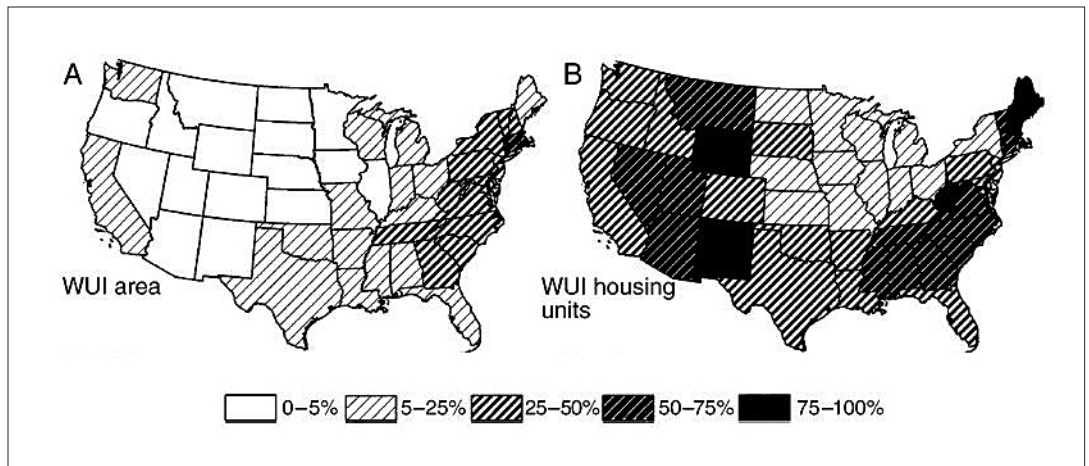 A
B
WUI area
WUI housing
units
0–5%
5–25%
25–50%
50–75%
75–100%